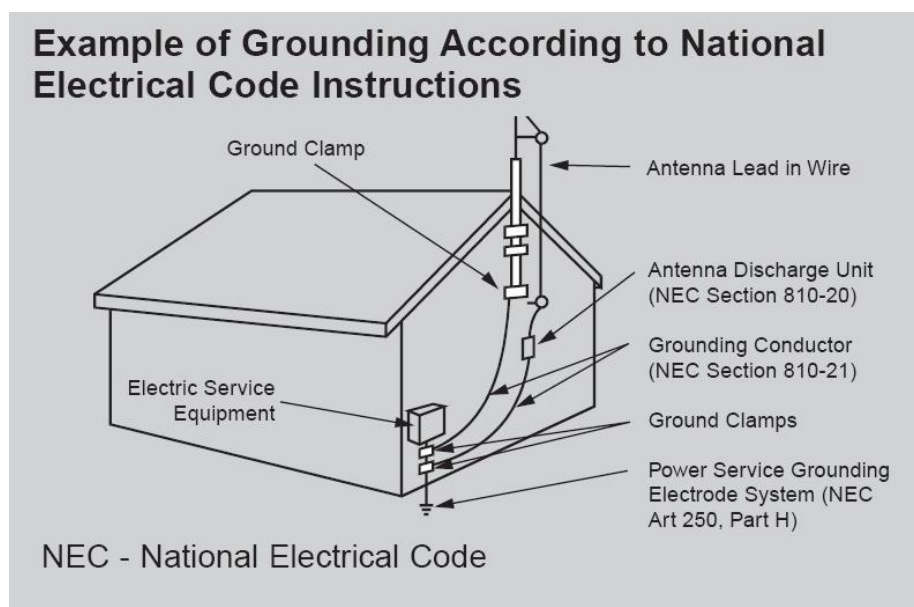 Example of Grounding According to National
Electrical Code Instructions
Ground Clamp
Antenna Lead in Wire
Antenna Discharge Unit
(NEC Section 810-20)
Grounding Conductor
(NEC Section 810-21)
Electric Service
Equipment
Ground Clamps
Power Service Grounding
Electrode System (NEC
Art 250, Part H)
NEC - National Electrical Code